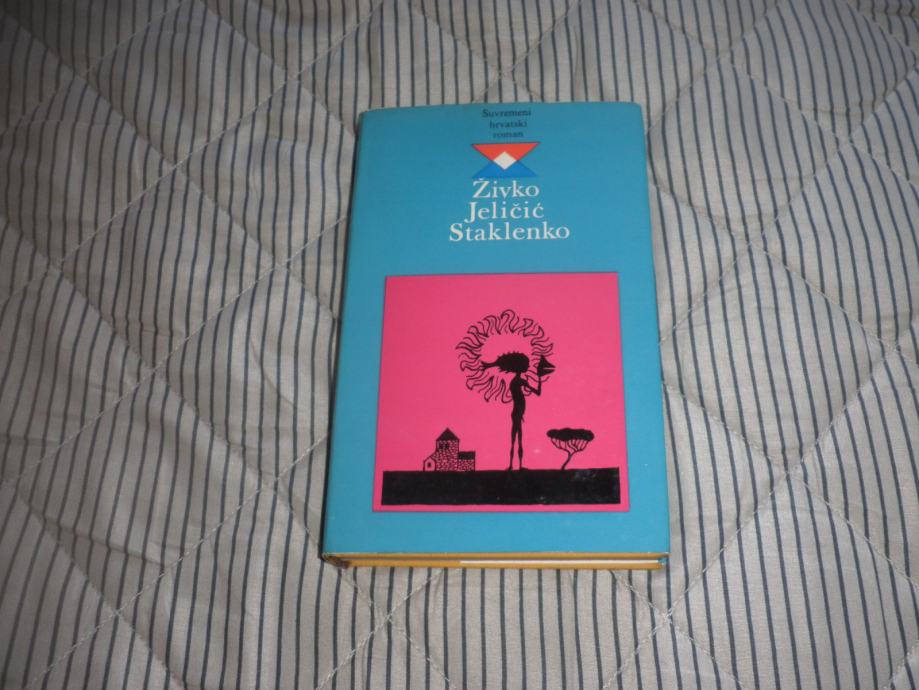 Suvremeni
hrvatski
roman
Živko
Jeličić
Staklenko